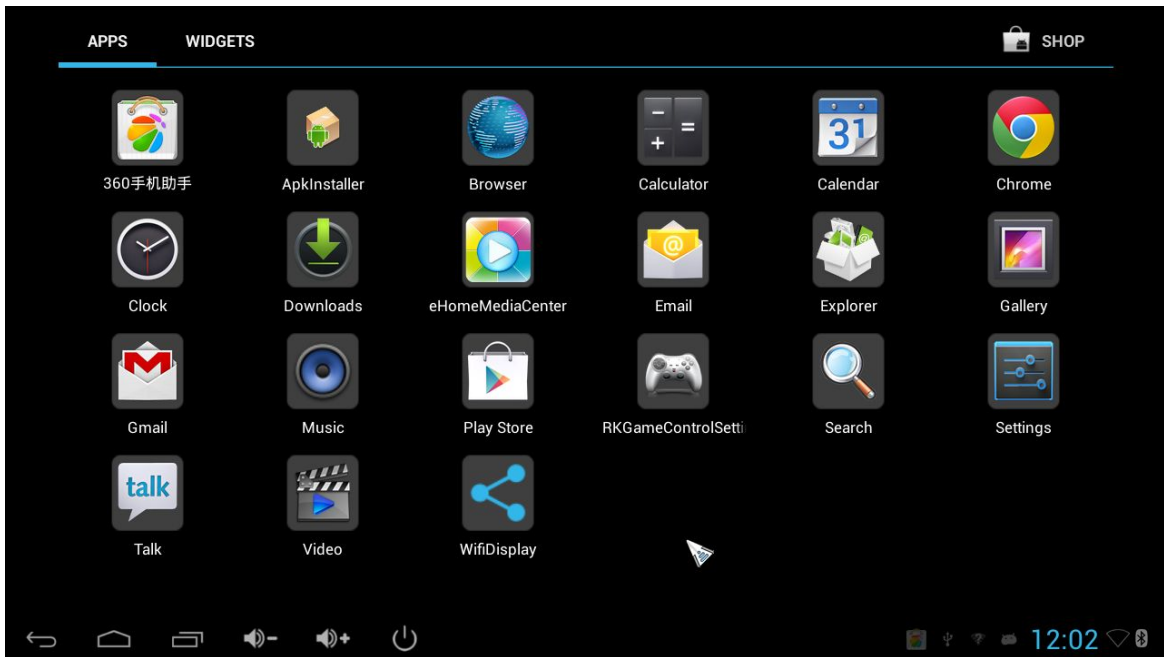 APPS WIDGETS SHOP
31
360手机助手 ApkInstaller Browser Calculator Calendar Chrome
@
Clock Downloads eHomeMediaCenter Email Explorer Gallery
Gmail Music Play Store RKGameControlSetti Search Settings
talk
Talk Video WifiDisplay
12:02